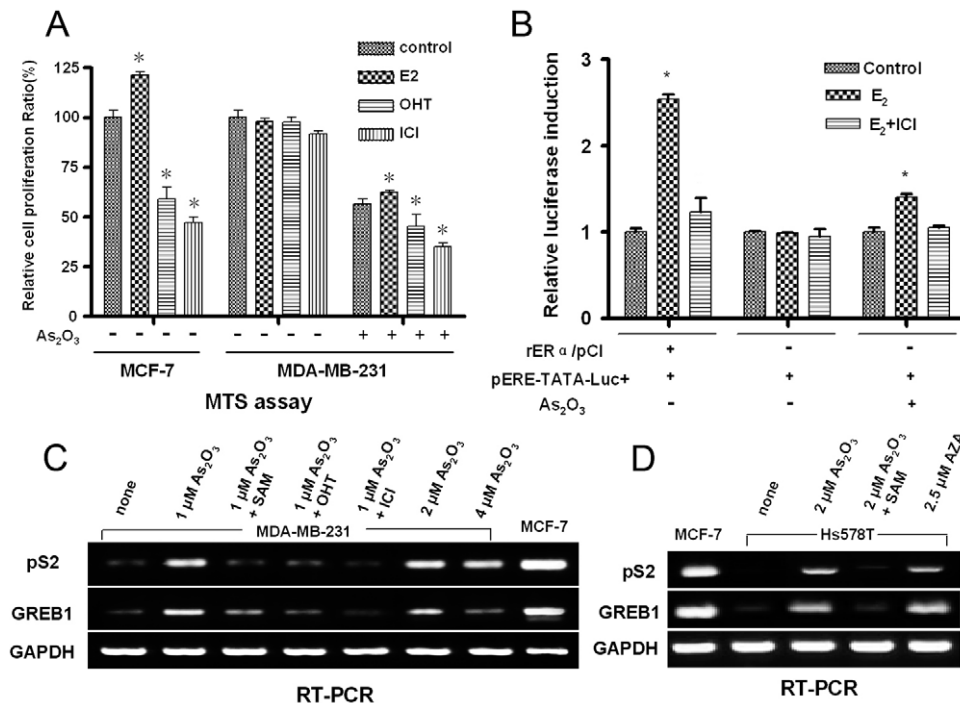 A
Relative cell proliferation Ratio(%)
125
100
75
50
25
0
control
E2
OHT
ICI
* * * * * *
As₂O₃ - - - - - - - - + + + +
MCF-7 MDA-MB-231
MTS assay
B
Relative luciferase induction
3
2
1
0
Control
E₂
E₂+ICI
* *
rER α/pCI + - -
pERE-TATA-Luc+ + + +
As₂O₃ - - +
C
none
1 µM As₂O₃
1 µM As₂O₃
+ SAM
1 µM As₂O₃
+ OHT
1 µM As₂O₃
+ ICI
2 µM As₂O₃
4 µM As₂O₃
MDA-MB-231 MCF-7
pS2
GREB1
GAPDH
RT-PCR
D
MCF-7
none
2 µM As₂O₃
2 µM As₂O₃
+ SAM
2.5 µM AZA
Hs578T
pS2
GREB1
GAPDH
RT-PCR